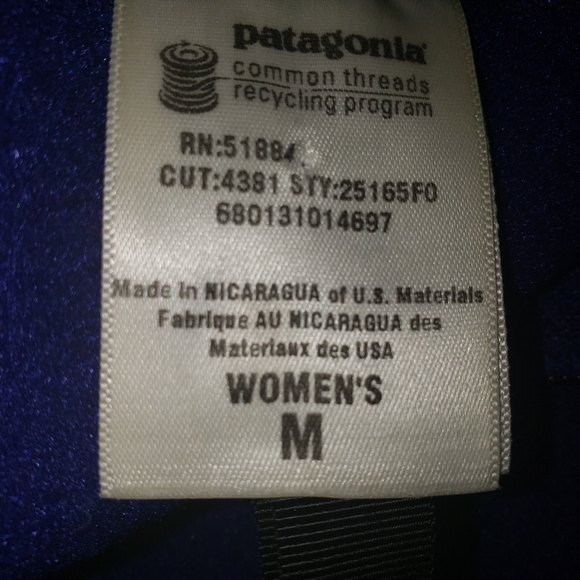 patagonia
common threads
recycling program
RN:51884
CUT:4381 STY:25165F0
680131014697
Made in NICARAGUA of U.S. Materials
Fabrique AU NICARAGUA des
Materiaux des USA
WOMEN'S
M